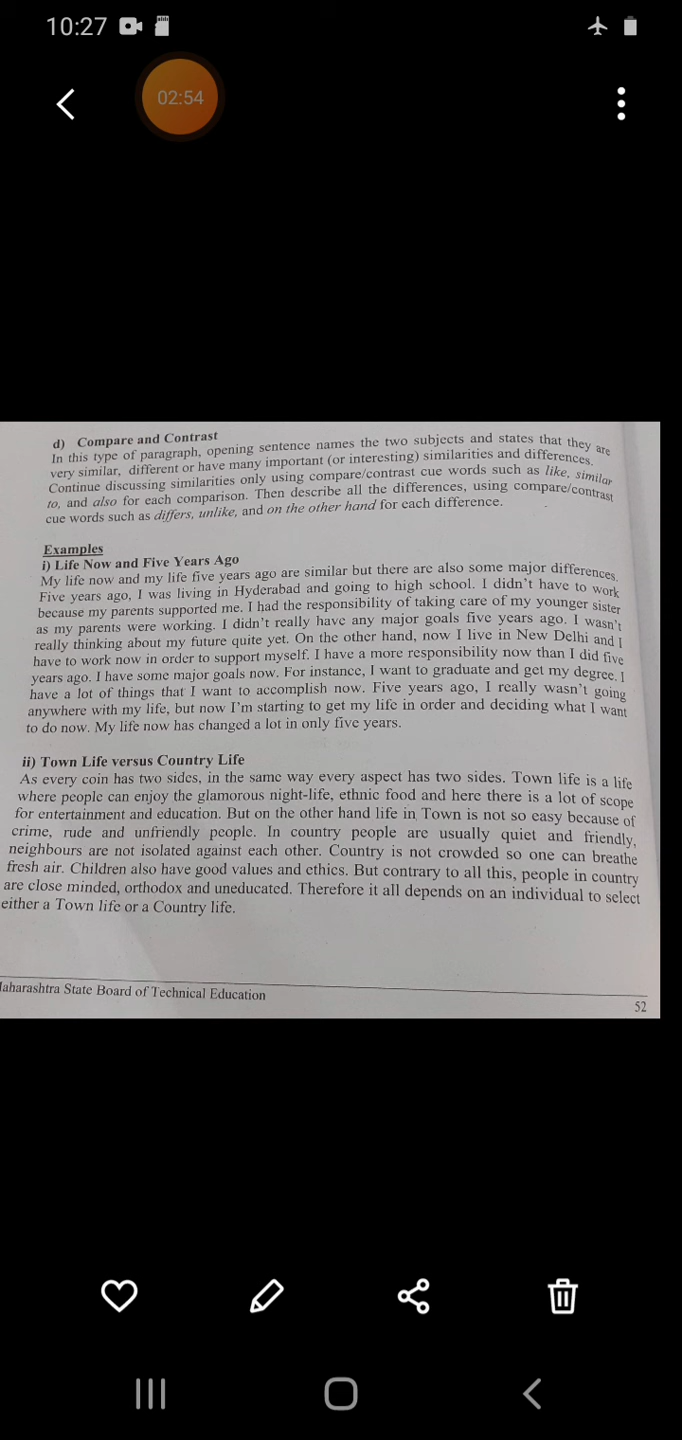 10:27
02:54
d) Compare and Contrast
In this type of paragraph, opening sentence names the two subjects and states that they are
very similar, different or have many important (or interesting) similarities and differences.
Continue discussing similarities only using compare/contrast cue words such as like, similar
to, and also for each comparison. Then describe all the differences, using compare/contrast
cue words such as differs, unlike, and on the other hand for each difference.
Examples
i) Life Now and Five Years Ago
My life now and my life five years ago are similar but there are also some major differences.
Five years ago, I was living in Hyderabad and going to high school. I didn't have to work
because my parents supported me. I had the responsibility of taking care of my younger sister
as my parents were working. I didn't really have any major goals five years ago. I wasn't
really thinking about my future quite yet. On the other hand, now I live in New Delhi and I
have to work now in order to support myself. I have a more responsibility now than I did five
years ago. I have some major goals now. For instance, I want to graduate and get my degree. I
have a lot of things that I want to accomplish now. Five years ago, I really wasn't going
anywhere with my life, but now I'm starting to get my life in order and deciding what I want
to do now. My life now has changed a lot in only five years.
ii) Town Life versus Country Life
As every coin has two sides, in the same way every aspect has two sides. Town life is a life
where people can enjoy the glamorous night-life, ethnic food and here there is a lot of scope
for entertainment and education. But on the other hand life in Town is not so easy because of
crime, rude and unfriendly people. In country people are usually quiet and friendly,
neighbours are not isolated against each other. Country is not crowded so one can breathe
fresh air. Children also have good values and ethics. But contrary to all this, people in country
are close minded, orthodox and uneducated. Therefore it all depends on an individual to select
either a Town life or a Country life.
aharashtra State Board of Technical Education
52